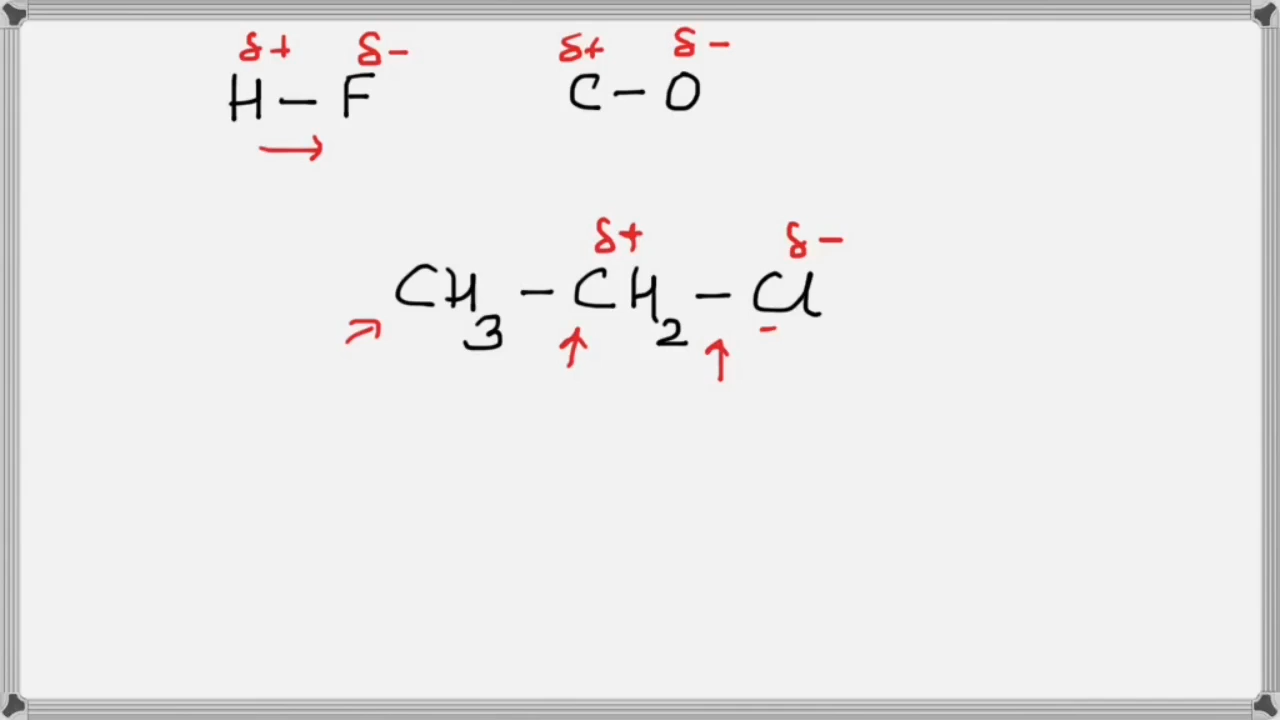 δ+ δ- δ+ δ-
H - F C - O
→
δ+ δ-
CH3 - CH2 - Cl